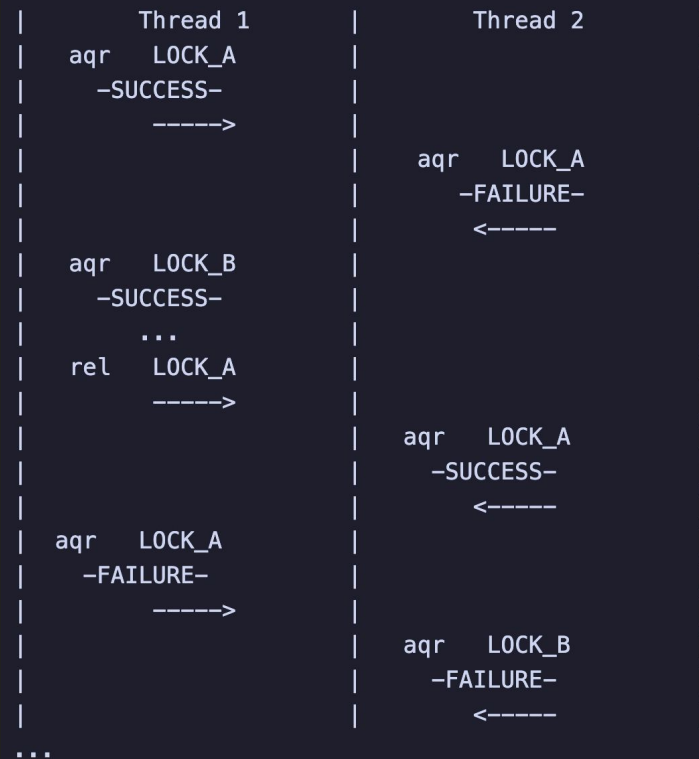 |        Thread 1       |        Thread 2
|   aqr   LOCK_A        |
|     -SUCCESS-         |
|         ----->        |
|                       |    aqr   LOCK_A
|                       |       -FAILURE-
|                       |        <-----
|   aqr   LOCK_B        |
|     -SUCCESS-         |
|        ...            |
|   rel   LOCK_A        |
|         ----->        |
|                       |   aqr   LOCK_A
|                       |     -SUCCESS-
|                       |        <-----
|  aqr   LOCK_A         |
|    -FAILURE-          |
|         ----->        |
|                       |   aqr   LOCK_B
|                       |     -FAILURE-
|                       |        <-----
...